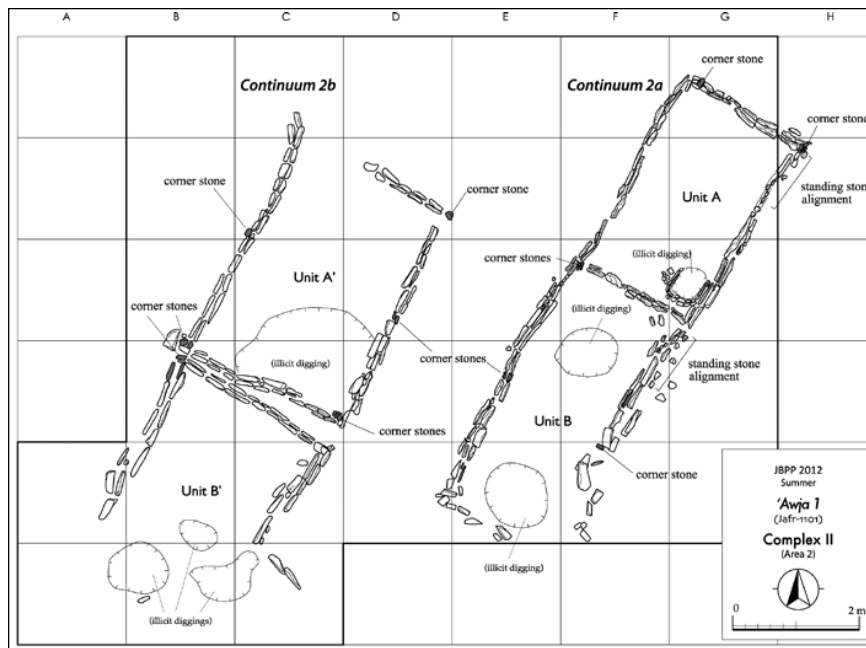 A B C D E F G H
Continuum 2b
Continuum 2a
corner stone
corner stone
corner stone
corner stone
Unit A
standing stone
alignment
corner stones
(illicit digging)
Unit A'
(illicit digging)
corner stones
(illicit digging)
corner stones
standing stone
alignment
Unit B
corner stones
corner stone
Unit B'
(illicit digging)
(illicit diggings)
JBPP 2012
Summer
'Awja 1
(Jafr-1101)
Complex II
(Area 2)
0 2 m